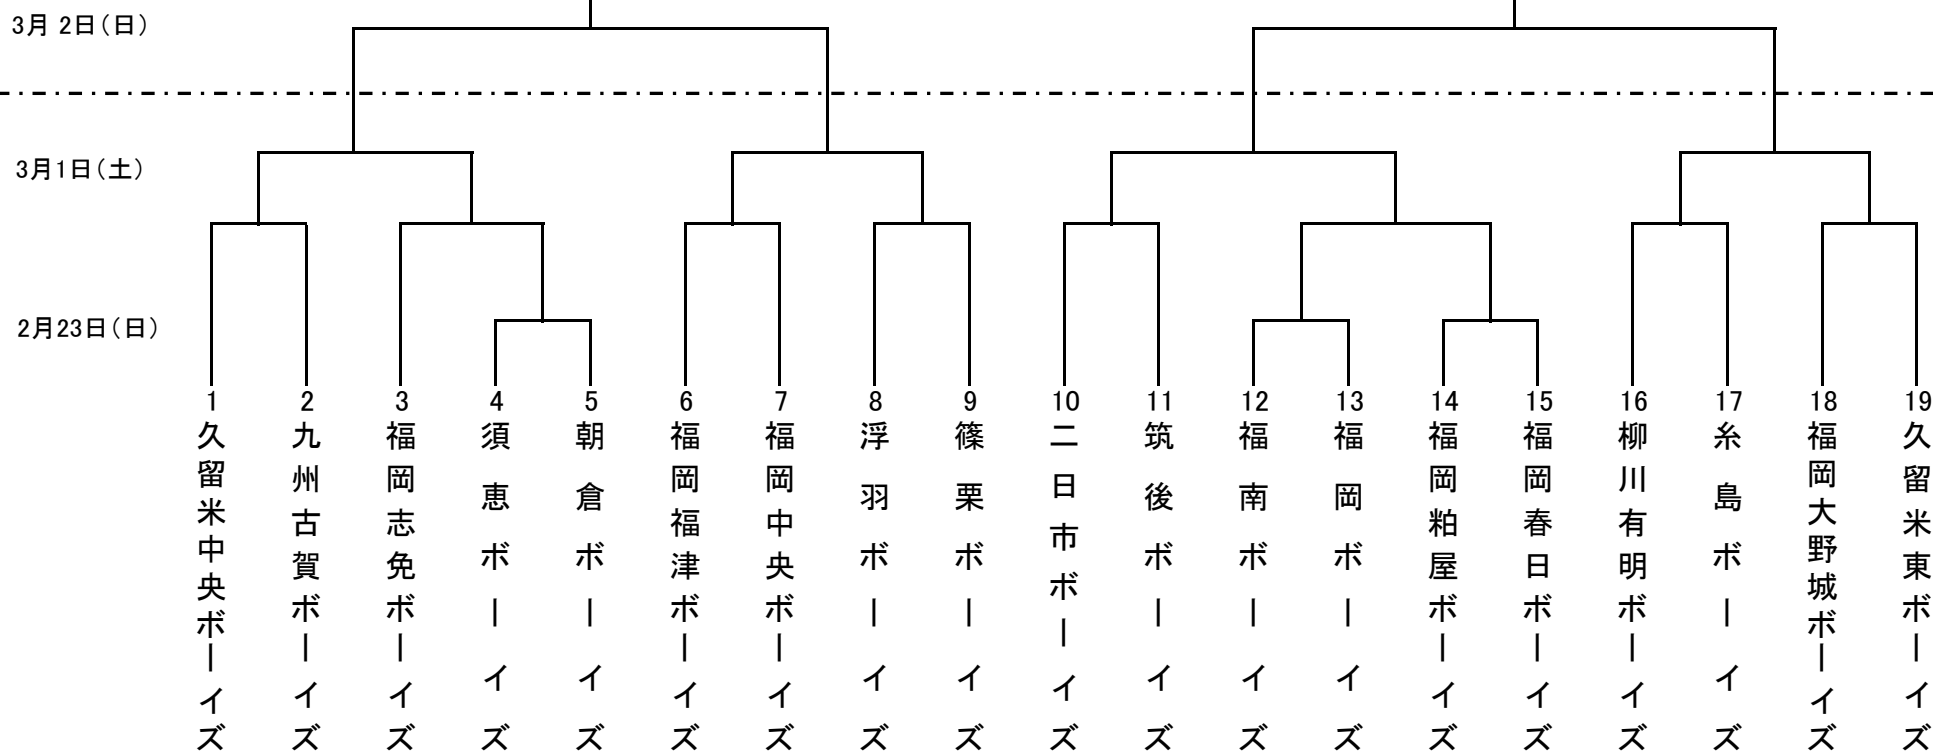 3月 2日(日)
3月1日(土)
2月23日(日)
1
久留米中央ボーイズ
2
九州古賀ボーイズ
3
福岡志免ボーイズ
4
須恵ボーイズ
5
朝倉ボーイズ
6
福岡福津ボーイズ
7
福岡中央ボーイズ
8
浮羽ボーイズ
9
篠栗ボーイズ
10
二日市ボーイズ
11
筑後ボーイズ
12
福南ボーイズ
13
福岡ボーイズ
14
福岡粕屋ボーイズ
15
福岡春日ボーイズ
16
柳川有明ボーイズ
17
糸島ボーイズ
18
福岡大野城ボーイズ
19
久留米東ボーイズ